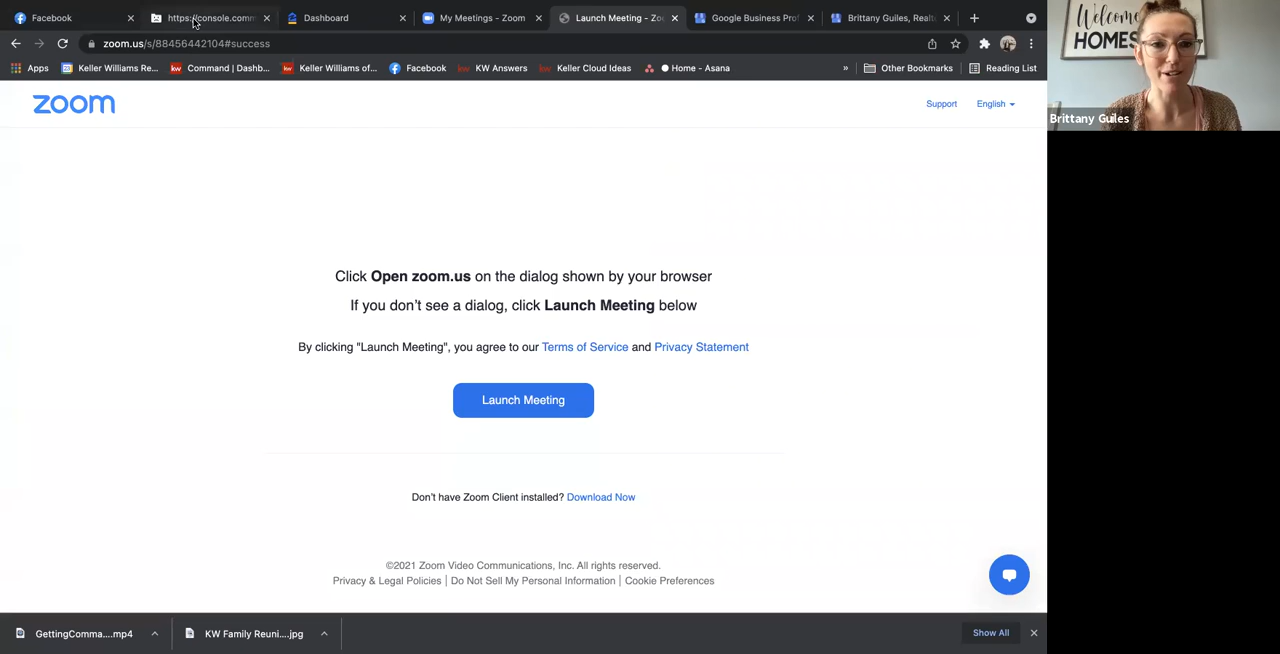 Facebook
https://console.comm
Dashboard
My Meetings - Zoom
Launch Meeting - Zo
Google Business Prof
Brittany Guiles, Realt
zoom.us/s/88456442104#success
Apps
Keller Williams Re...
Command | Dashb...
Keller Williams of...
Facebook
KW Answers
Keller Cloud Ideas
Home - Asana
»
Other Bookmarks
Reading List
zoom
Support
English
Click Open zoom.us on the dialog shown by your browser
If you don't see a dialog, click Launch Meeting below
By clicking "Launch Meeting", you agree to our Terms of Service and Privacy Statement
Launch Meeting
Don't have Zoom Client installed? Download Now
©2021 Zoom Video Communications, Inc. All rights reserved.
Privacy & Legal Policies | Do Not Sell My Personal Information | Cookie Preferences
GettingComma....mp4
KW Family Reuni....jpg
Show All
Welcome
HOMES
Brittany Guiles